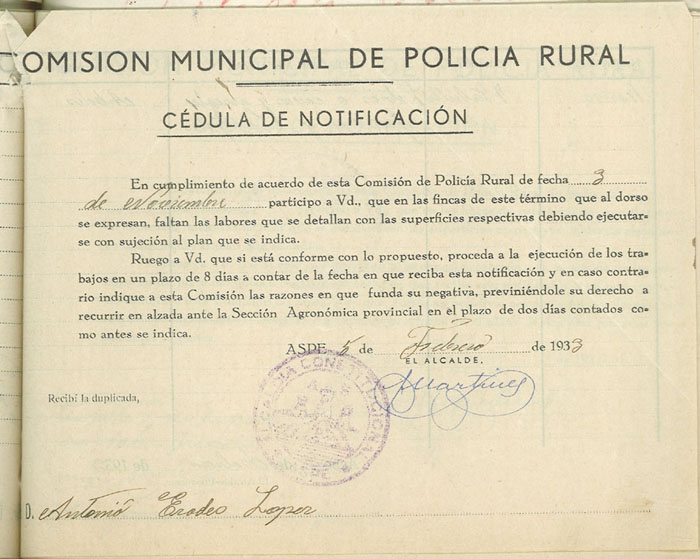 COMISION MUNICIPAL DE POLICIA RURAL
CÉDULA DE NOTIFICACIÓN
En cumplimiento de acuerdo de esta Comisión de Policía Rural de fecha 3
de Noviembre participo a Vd., que en las fincas de este término que al dorso
se expresan, faltan las labores que se detallan con las superficies respectivas debiendo ejecutar-
se con sujeción al plan que se indica.
Ruego a Vd. que si está conforme con lo propuesto, proceda a la ejecución de los tra-
bajos en un plazo de 8 dias a contar de la fecha en que reciba esta notificación y en caso contra-
rio indique a esta Comisión las razones en que funda su negativa, previniéndole su derecho a
recurrir en alzada ante la Sección Agronómica provincial en el plazo de dos días contados co-
mo antes se indica.
ASPE 5 de Febrero de 1933
EL ALCALDE,
AMartinez
Recibí la duplicada,
D. Antonio Erades Lopez